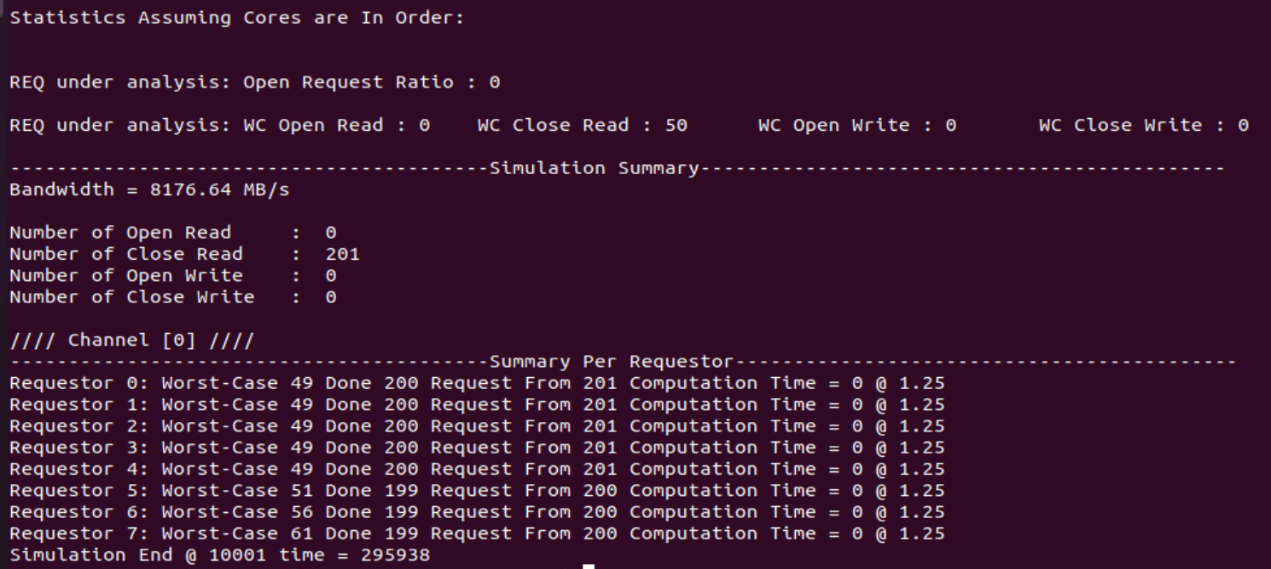 Statistics Assuming Cores are In Order:
REQ under analysis: Open Request Ratio : 0
REQ under analysis: WC Open Read : 0    WC Close Read : 50      WC Open Write : 0       WC Close Write : 0
-----------------------------------------Simulation Summary---------------------------------------------
Bandwidth = 8176.64 MB/s
Number of Open Read     :  0
Number of Close Read    :  201
Number of Open Write    :  0
Number of Close Write   :  0
//// Channel [0] ////
-----------------------------------------Summary Per Requestor-------------------------------------------
Requestor 0: Worst-Case 49 Done 200 Request From 201 Computation Time = 0 @ 1.25
Requestor 1: Worst-Case 49 Done 200 Request From 201 Computation Time = 0 @ 1.25
Requestor 2: Worst-Case 49 Done 200 Request From 201 Computation Time = 0 @ 1.25
Requestor 3: Worst-Case 49 Done 200 Request From 201 Computation Time = 0 @ 1.25
Requestor 4: Worst-Case 49 Done 200 Request From 201 Computation Time = 0 @ 1.25
Requestor 5: Worst-Case 51 Done 199 Request From 200 Computation Time = 0 @ 1.25
Requestor 6: Worst-Case 56 Done 199 Request From 200 Computation Time = 0 @ 1.25
Requestor 7: Worst-Case 61 Done 199 Request From 200 Computation Time = 0 @ 1.25
Simulation End @ 10001 time = 295938